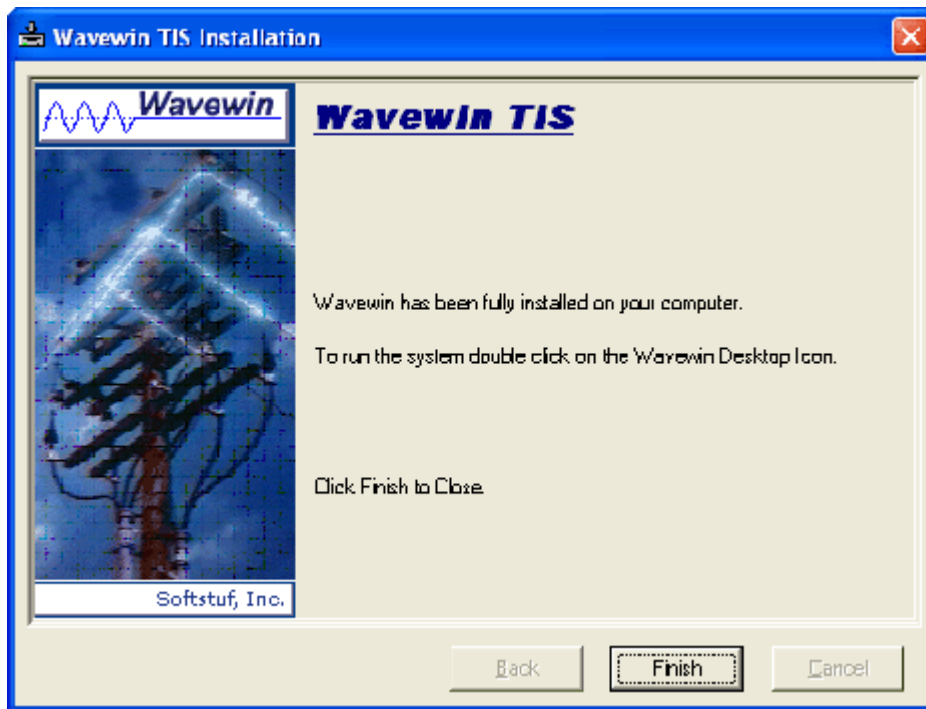 Wavewin TIS Installation
Wavewin
Wavewin TIS
Wavewin has been fully installed on your computer.
To run the system double click on the Wavewin Desktop Icon.
Click Finish to Close.
Softstuf, Inc.
Back
Finish
Cancel